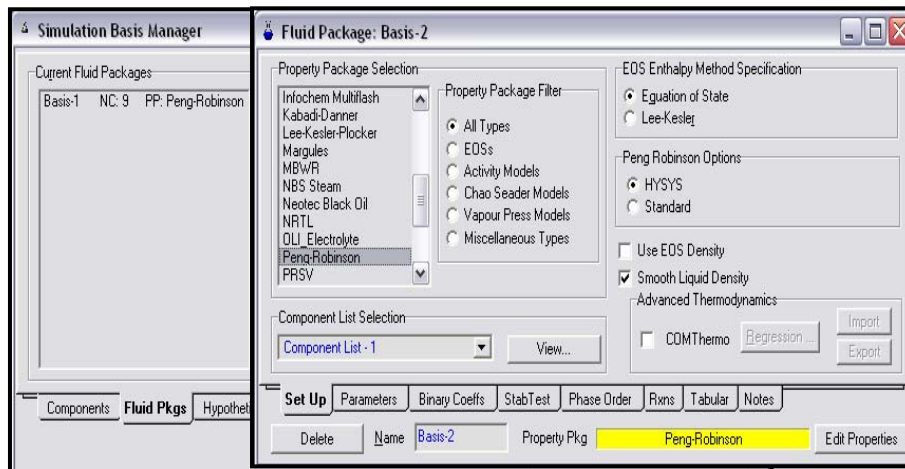 Simulation Basis Manager
Current Fluid Packages
Basis-1 NC: 9 PP: Peng-Robinson
Components Fluid Pkgs Hypotheti
Fluid Package: Basis-2
Property Package Selection
Infochem Multiflash
Kabadi-Danner
Lee-Kesler-Plocker
Margules
MBWR
NBS Steam
Neotec Black Oil
NRTL
OLI_Electrolyte
Peng-Robinson
PRSV
Property Package Filter
All Types
EOSs
Activity Models
Chao Seader Models
Vapour Press Models
Miscellaneous Types
Component List Selection
Component List - 1 View...
EOS Enthalpy Method Specification
Equation of State
Lee-Kesler
Peng Robinson Options
HYSYS
Standard
Use EOS Density
Smooth Liquid Density
Advanced Thermodynamics
COMThermo Regression ...
Import
Export
Set Up Parameters Binary Coeffs StabTest Phase Order Rxns Tabular Notes
Delete Name Basis-2 Property Pkg Peng-Robinson Edit Properties